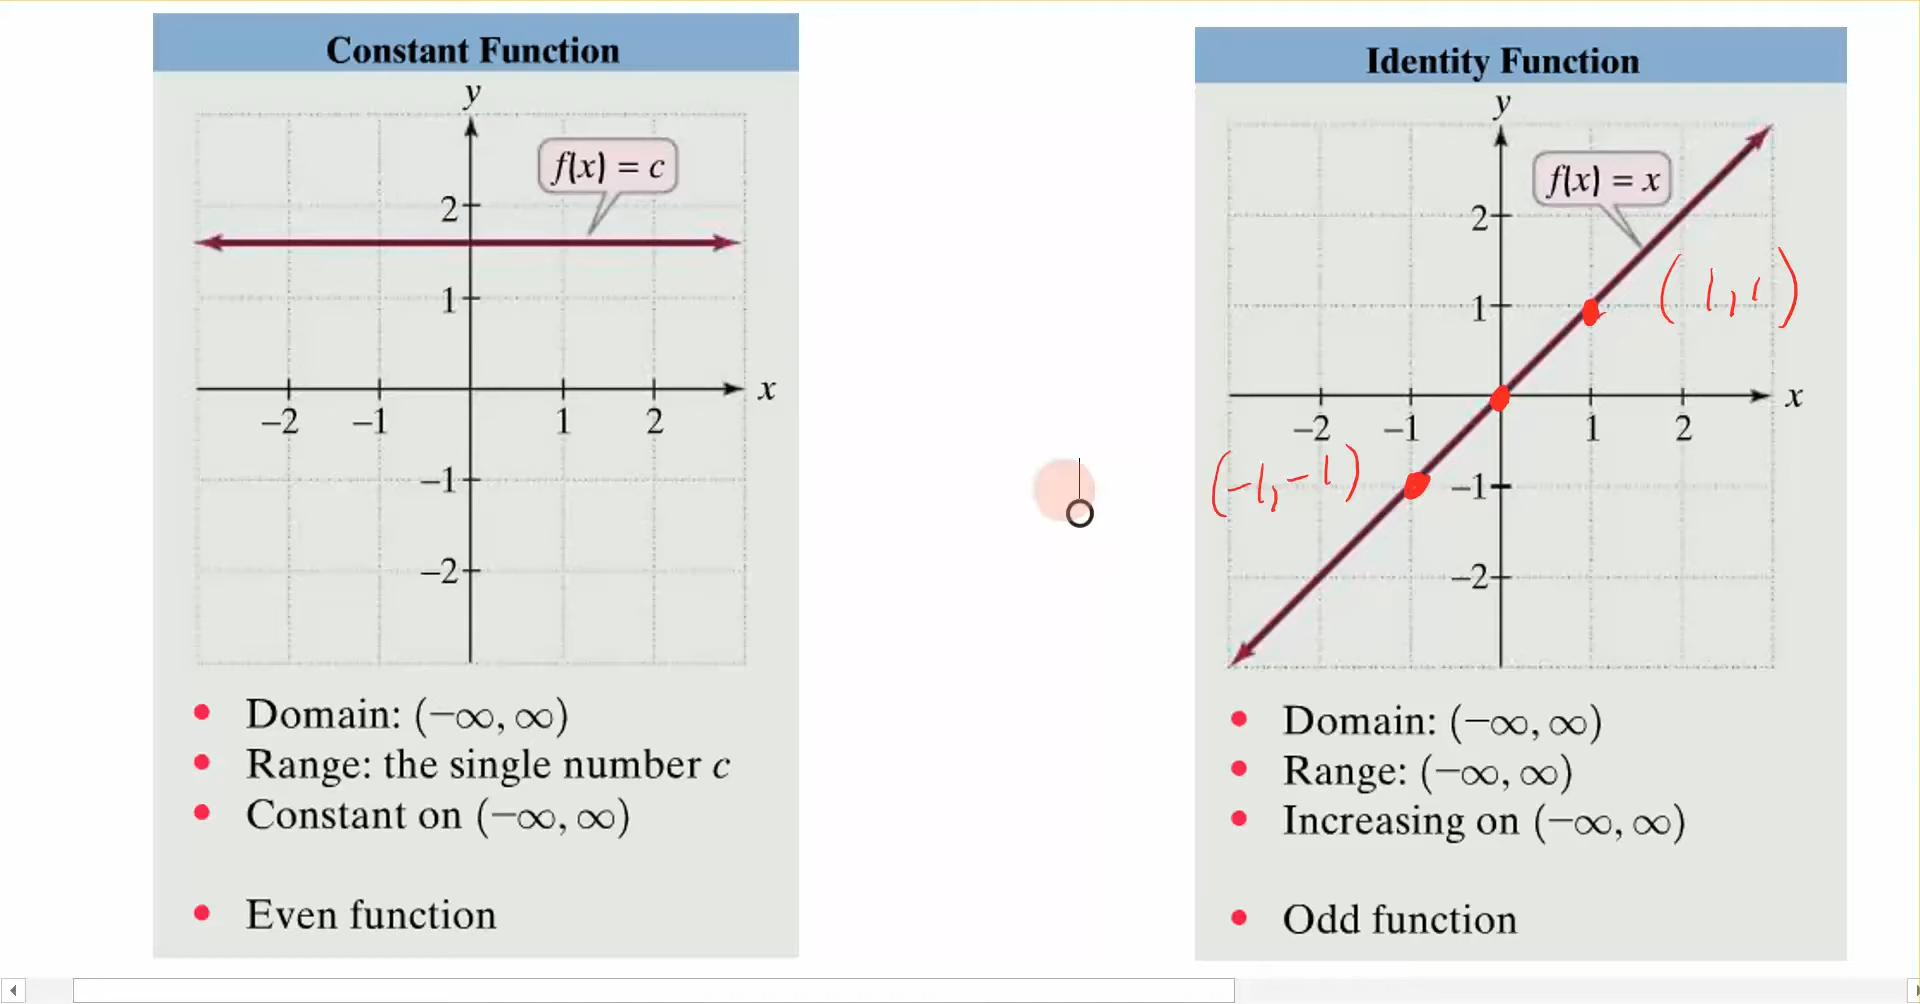 Constant Function
y
f(x) = c
2
1
x
−2 −1 1 2
−1
−2
• Domain: (−∞, ∞)
• Range: the single number c
• Constant on (−∞, ∞)
• Even function
Identity Function
y
f(x) = x
2
(1, 1)
1
x
−2 −1 1 2
(−1, −1)
−1
−2
• Domain: (−∞, ∞)
• Range: (−∞, ∞)
• Increasing on (−∞, ∞)
• Odd function